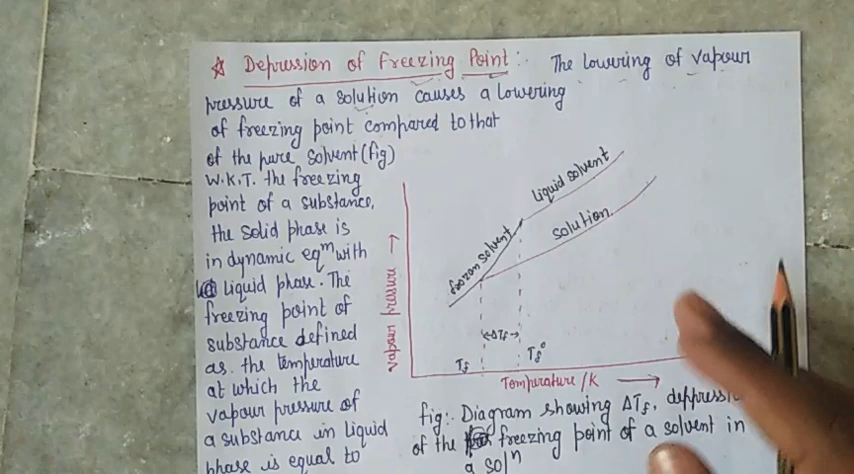 ☆ Depression of Freezing Point:. The lowering of vapour
pressure of a solution causes a lowering
of freezing point compared to that
of the pure solvent (fig)
W.K.T. the freezing
point of a substance,
the solid phase is
in dynamic eqᵐ with
liquid phase. The
freezing point of
substance defined
as. the temperature
at which the
vapour pressure of
a substance in liquid
phase is equal to
vapour pressure →
frozen solvent
liquid solvent
solution
←ΔTf→
Tf
Tf°
Temperature/K →
fig:. Diagram showing ΔTf,
of the freezing point of a solvent in
a solⁿ